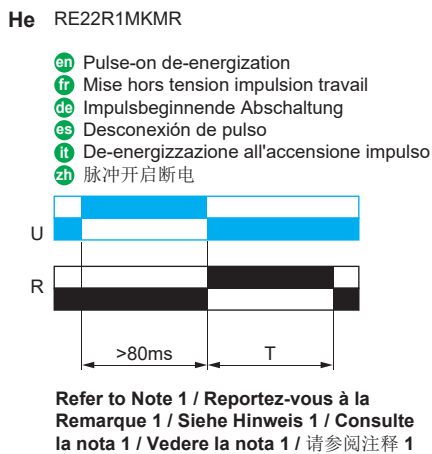 He RE22R1MKMR
en Pulse-on de-energization
fr Mise hors tension impulsion travail
de Impulsbeginnende Abschaltung
es Desconexión de pulso
it De-energizzazione all'accensione impulso
zh 脉冲开启断电
U
R
>80ms T
Refer to Note 1 / Reportez-vous à la
Remarque 1 / Siehe Hinweis 1 / Consulte
la nota 1 / Vedere la nota 1 / 请参阅注释 1